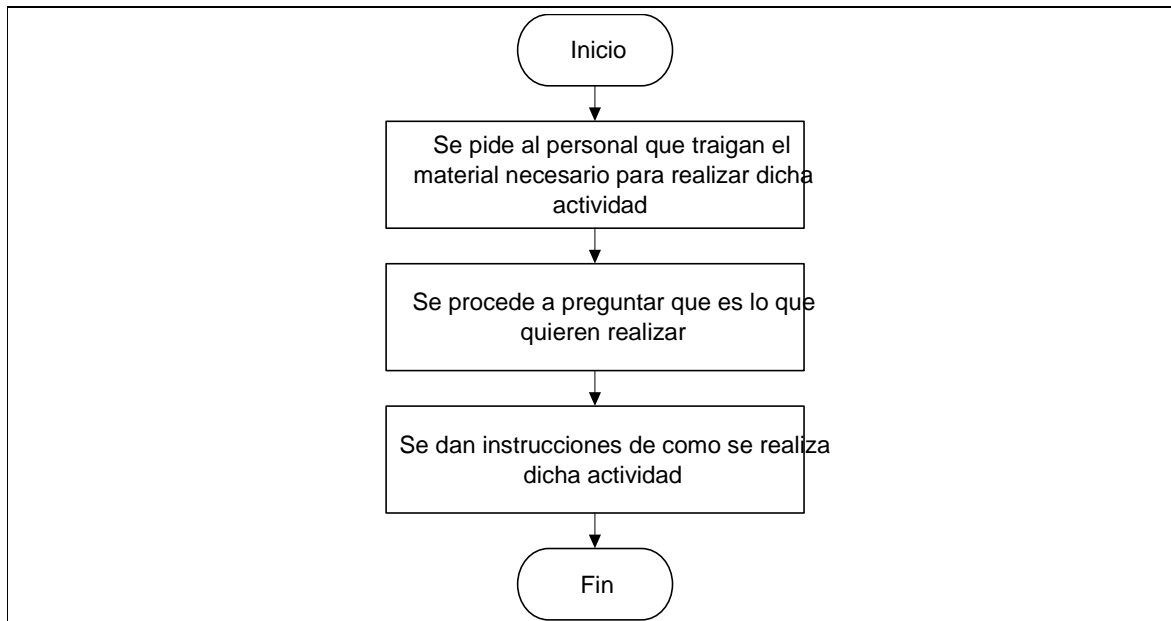 Inicio
Se pide al personal que traigan el
material necesario para realizar dicha
actividad
Se procede a preguntar que es lo que
quieren realizar
Se dan instrucciones de como se realiza
dicha actividad
Fin